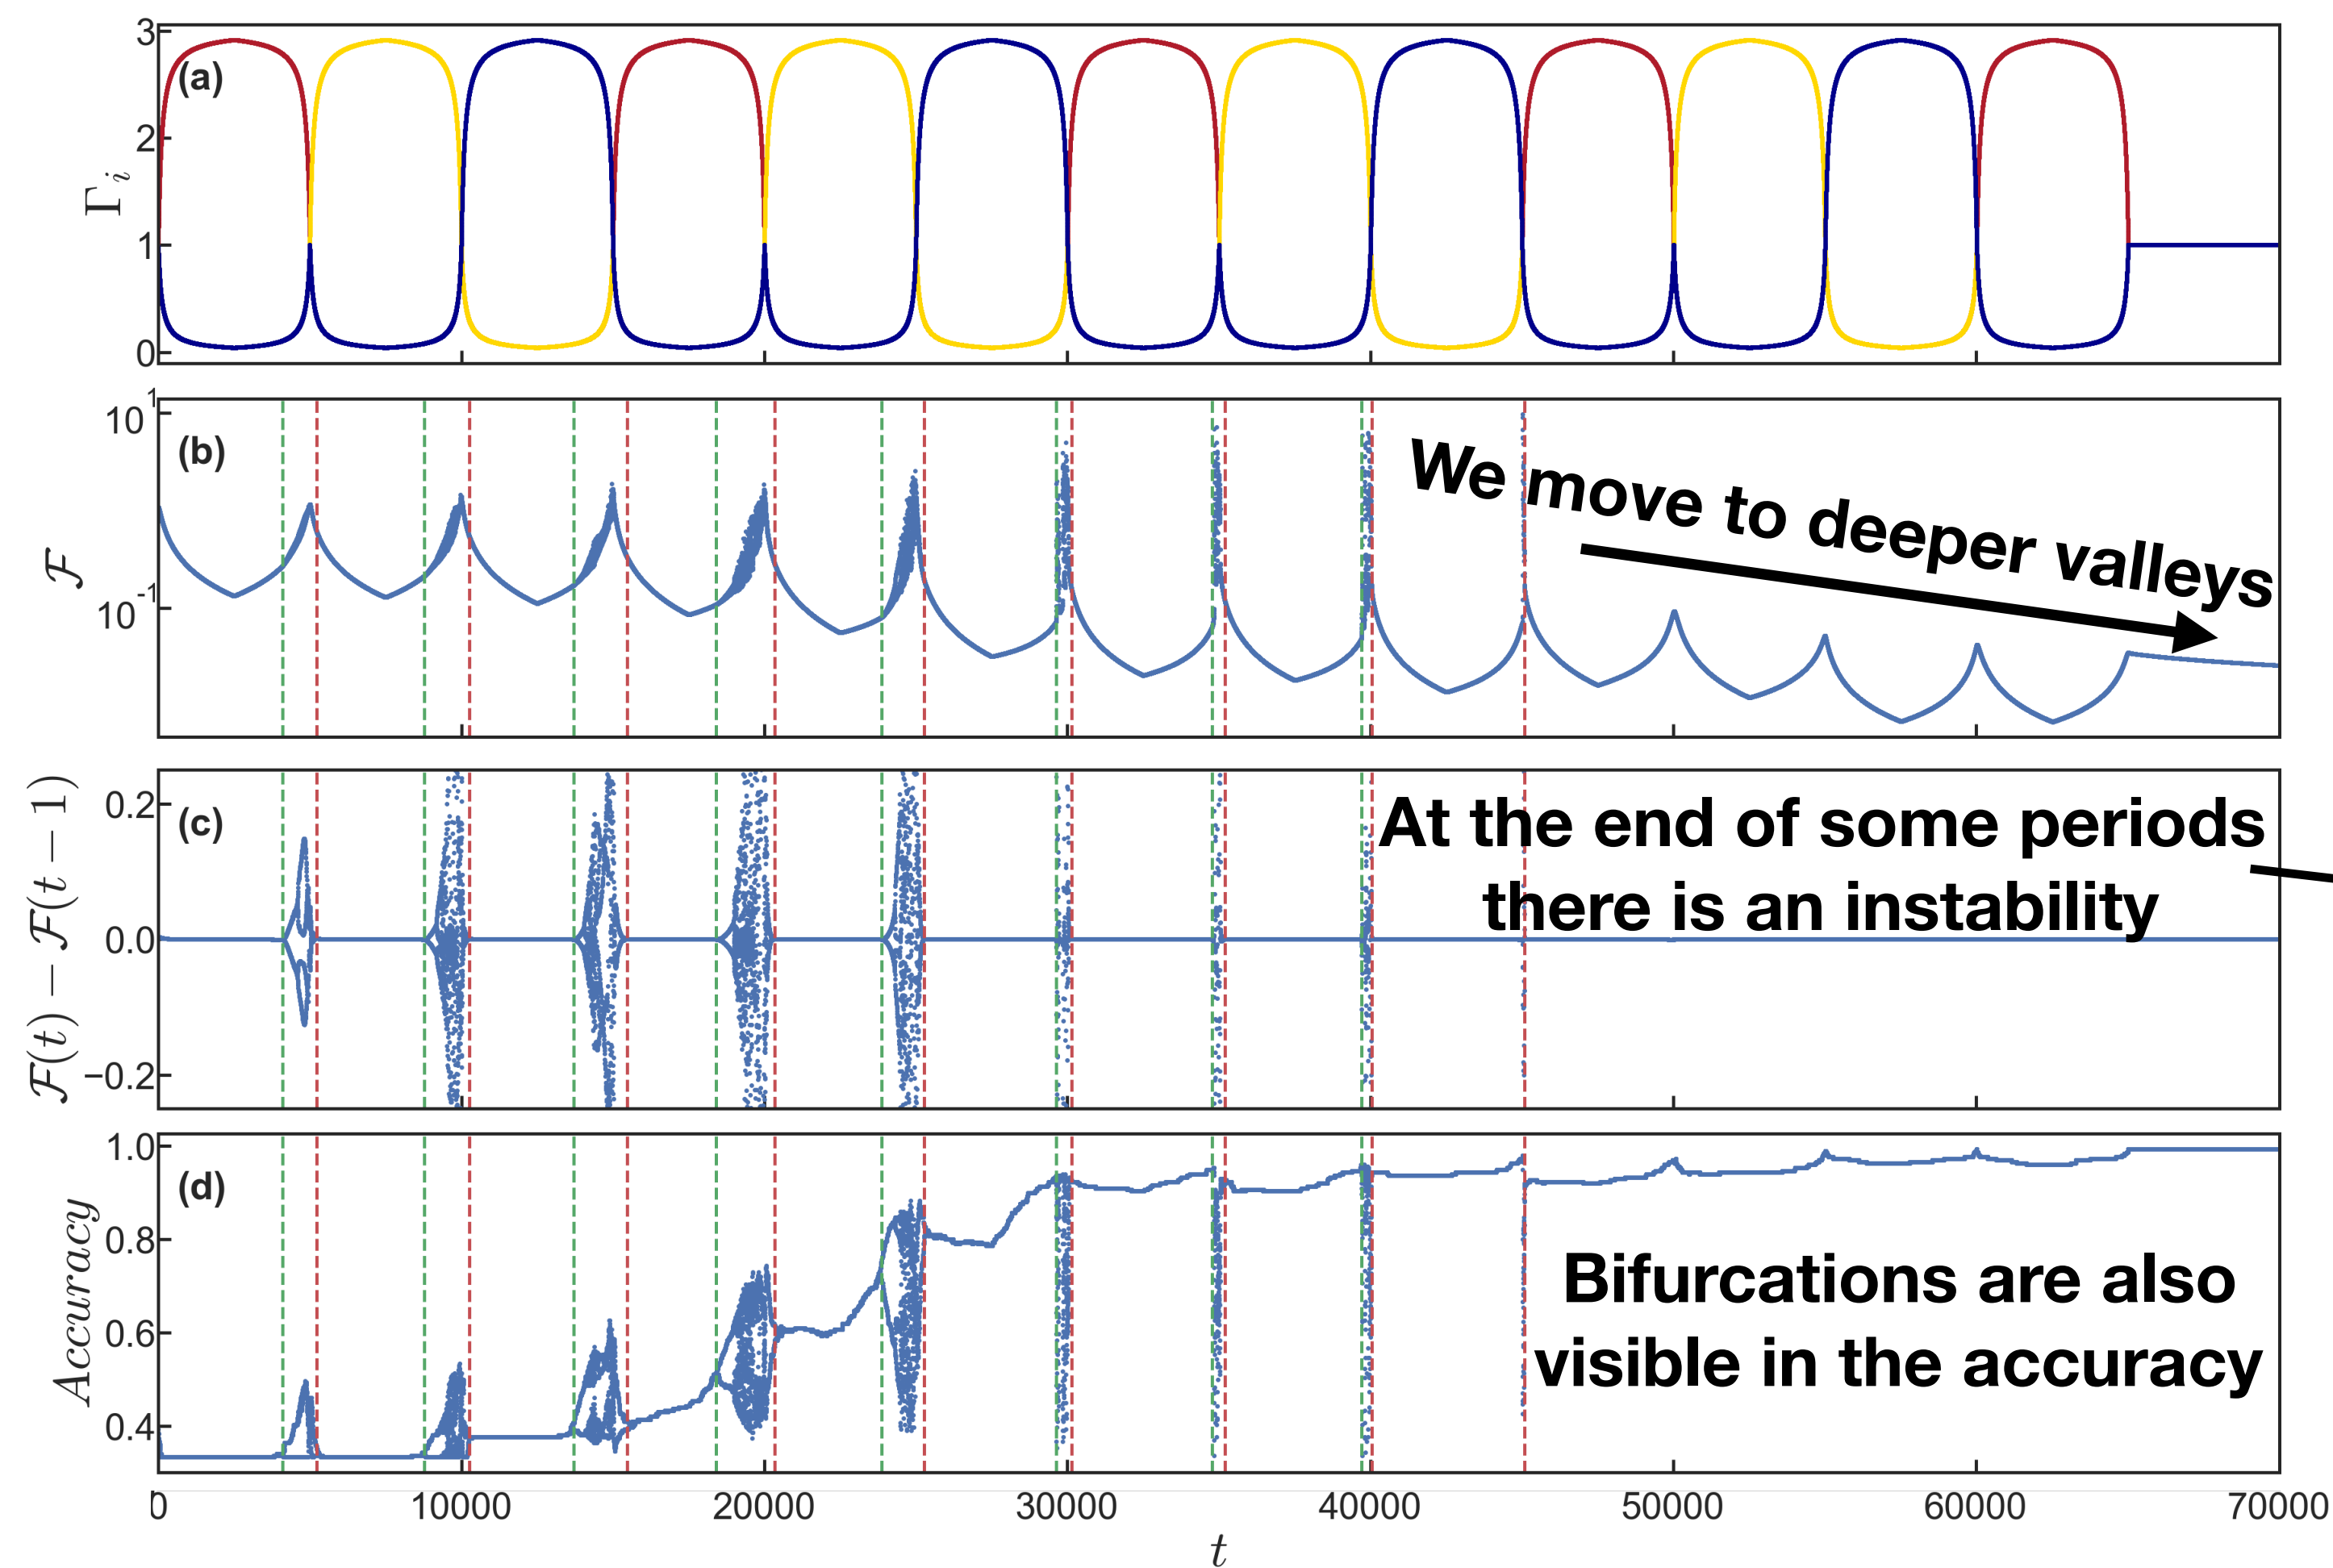 3
(a)
2
Γi
1
0
10^1
(b)
We move to deeper valleys
ℱ
10^-1
0.2
(c)
At the end of some periods
there is an instability
0.0
ℱ(t) − ℱ(t − 1)
−0.2
1.0
(d)
0.8
Accuracy
Bifurcations are also
0.6
visible in the accuracy
0.4
0 10000 20000 30000 40000 50000 60000 70000
t